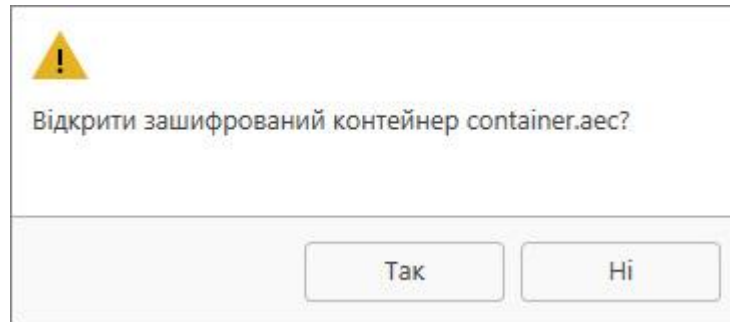 Відкрити зашифрований контейнер container.aec?
Так
Ні